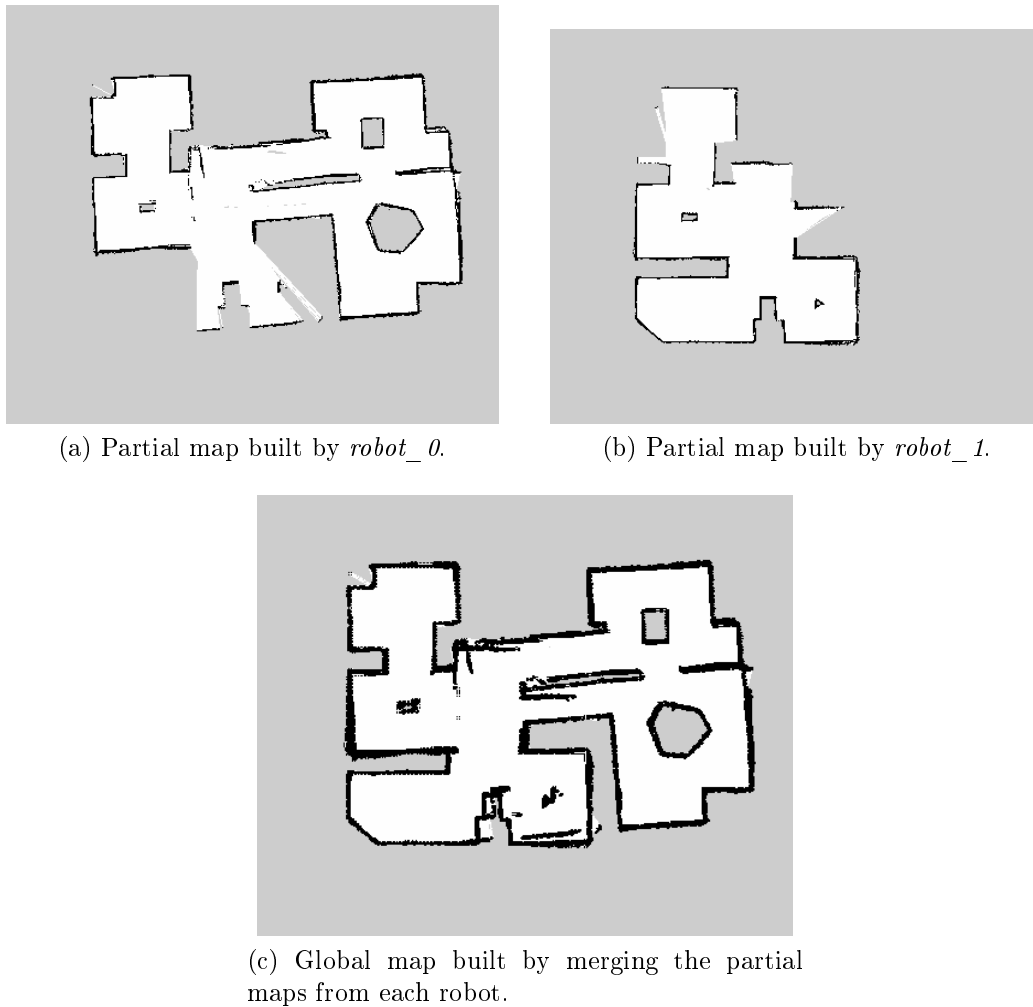 (a) Partial map built by robot_0.
(b) Partial map built by robot_1.
(c) Global map built by merging the partial
maps from each robot.